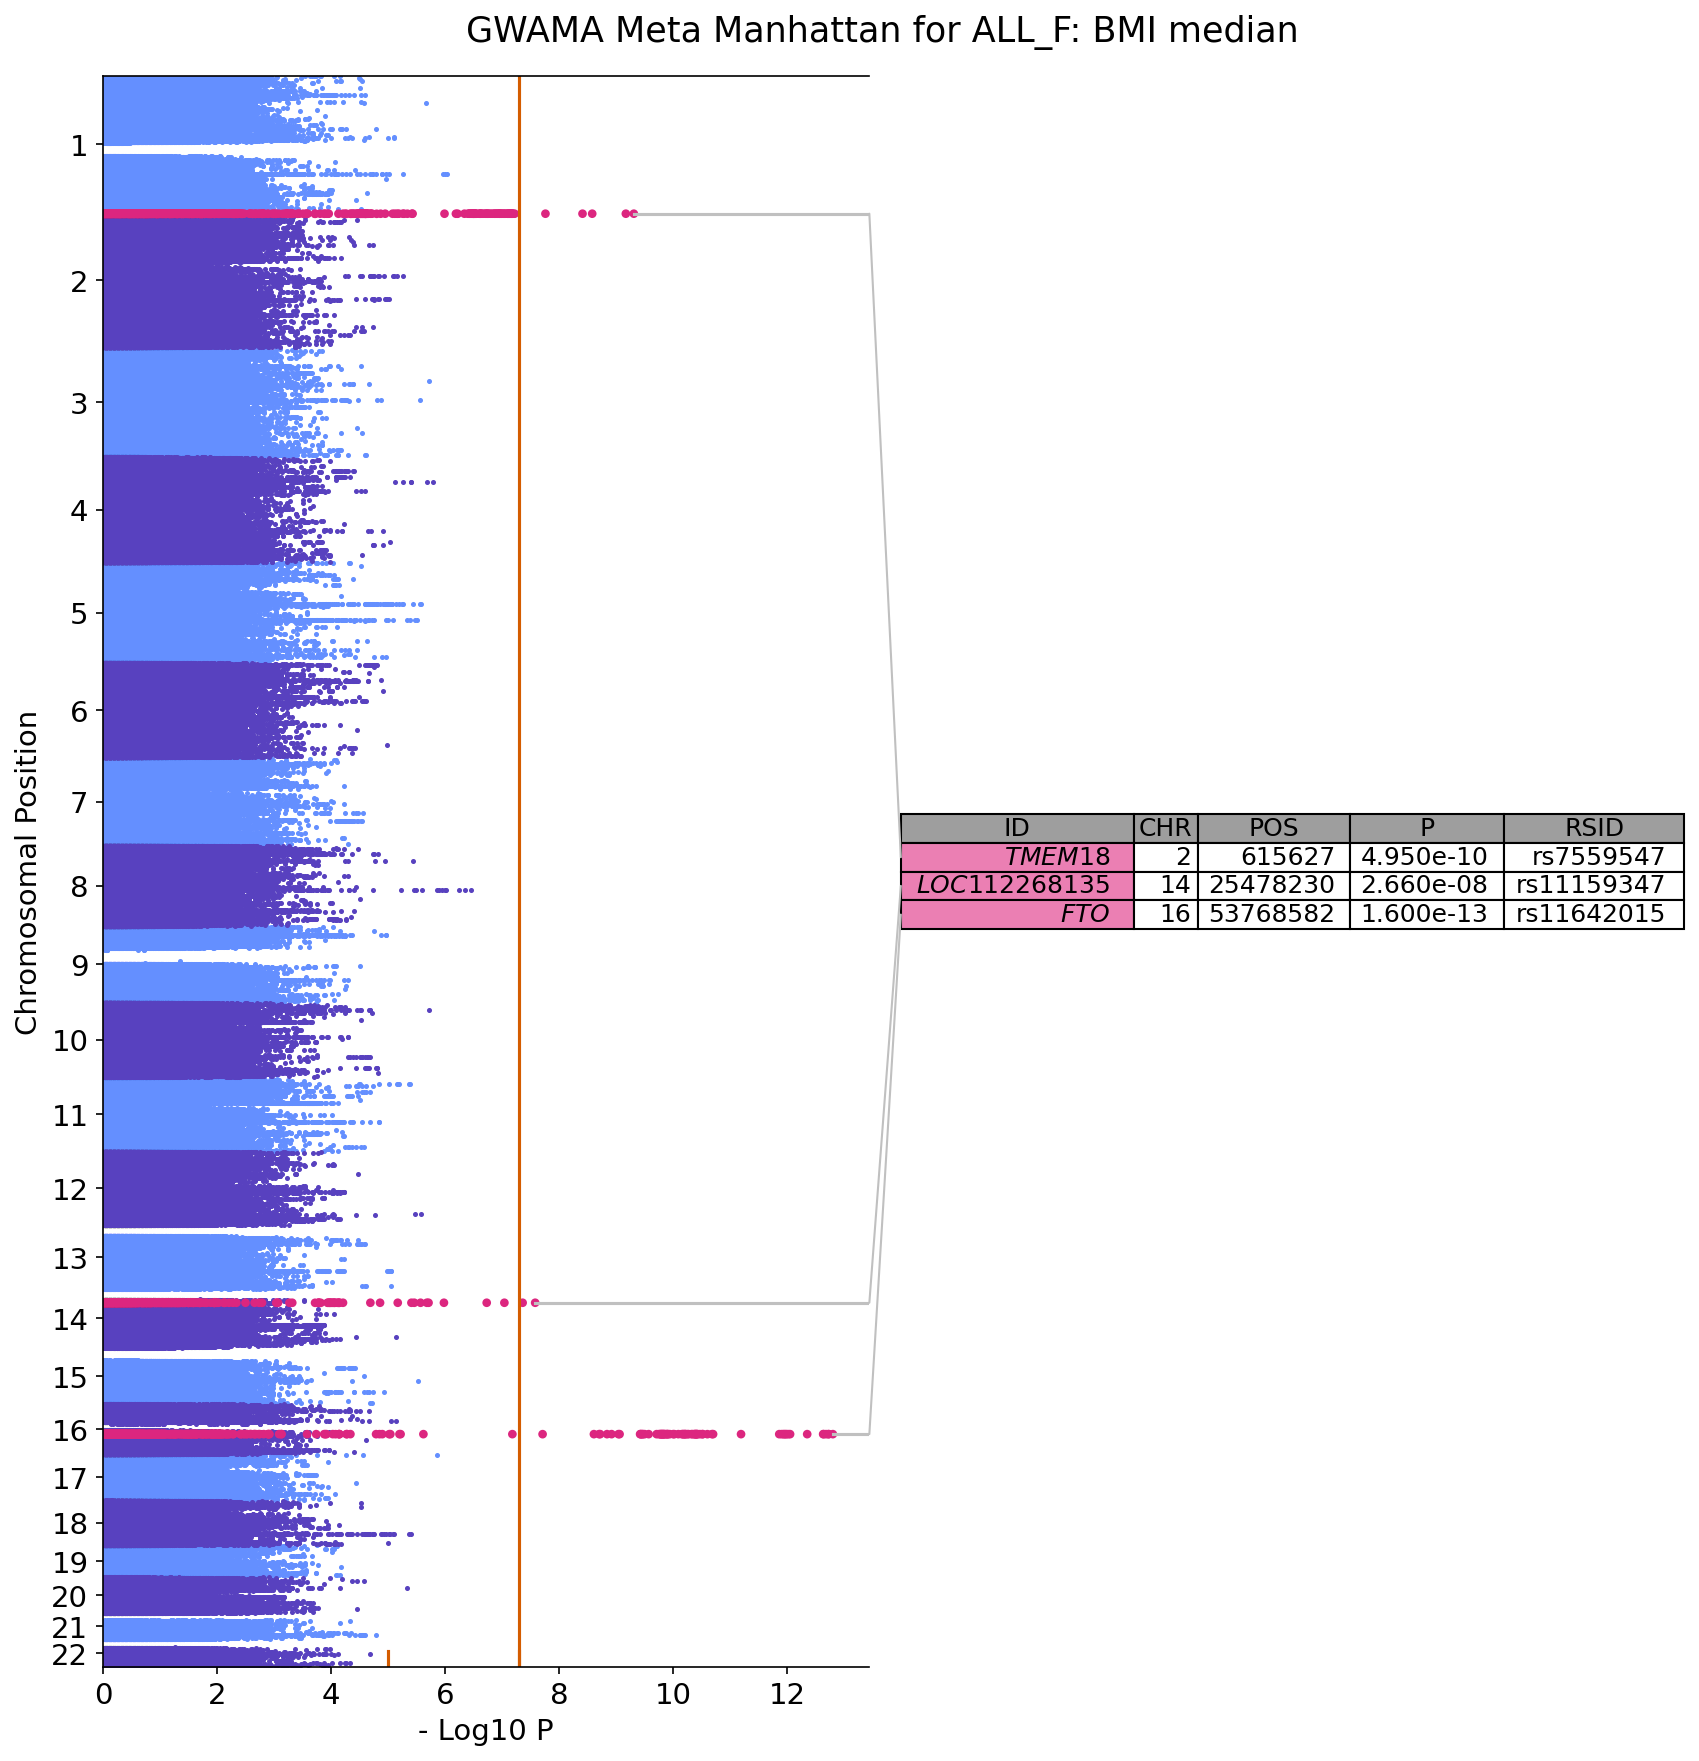 GWAMA Meta Manhattan for ALL_F: BMI median
Chromosomal Position
1
2
3
4
5
6
7
8
9
10
11
12
13
14
15
16
17
18
19
20
21
22
0 2 4 6 8 10 12
- Log10 P
ID CHR POS P RSID
TMEM18 2 615627 4.950e-10 rs7559547
LOC112268135 14 25478230 2.660e-08 rs11159347
FTO 16 53768582 1.600e-13 rs11642015